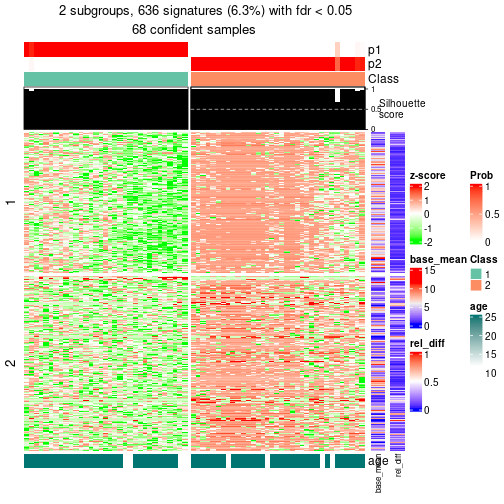 2 subgroups, 636 signatures (6.3%) with fdr < 0.05
68 confident samples
p1
p2
Class
1
0.5
0
Silhouette
score
1
2
age
base_mean
rel_diff
z-score
2
1
0
-1
-2
base_mean
15
10
5
0
rel_diff
1
0.5
0
Prob
1
0.5
0
Class
1
2
age
25
20
15
10